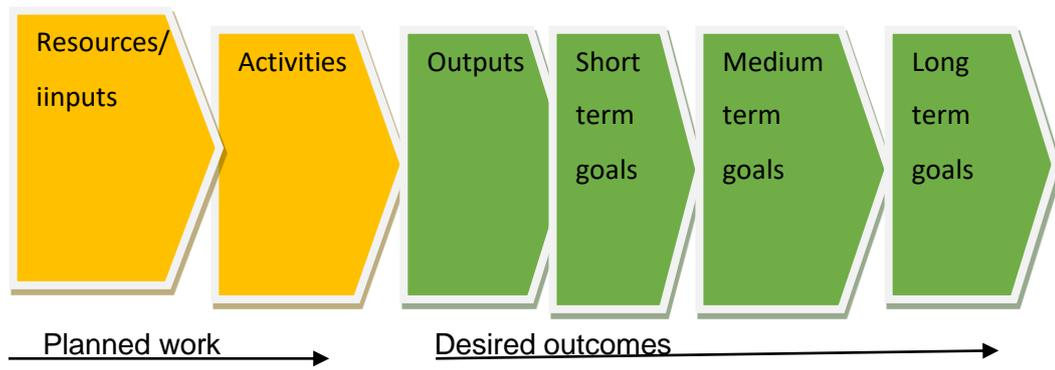 Resources/
iinputs
Activities
Outputs
Short
term
goals
Medium
term
goals
Long
term
goals
Planned work
Desired outcomes